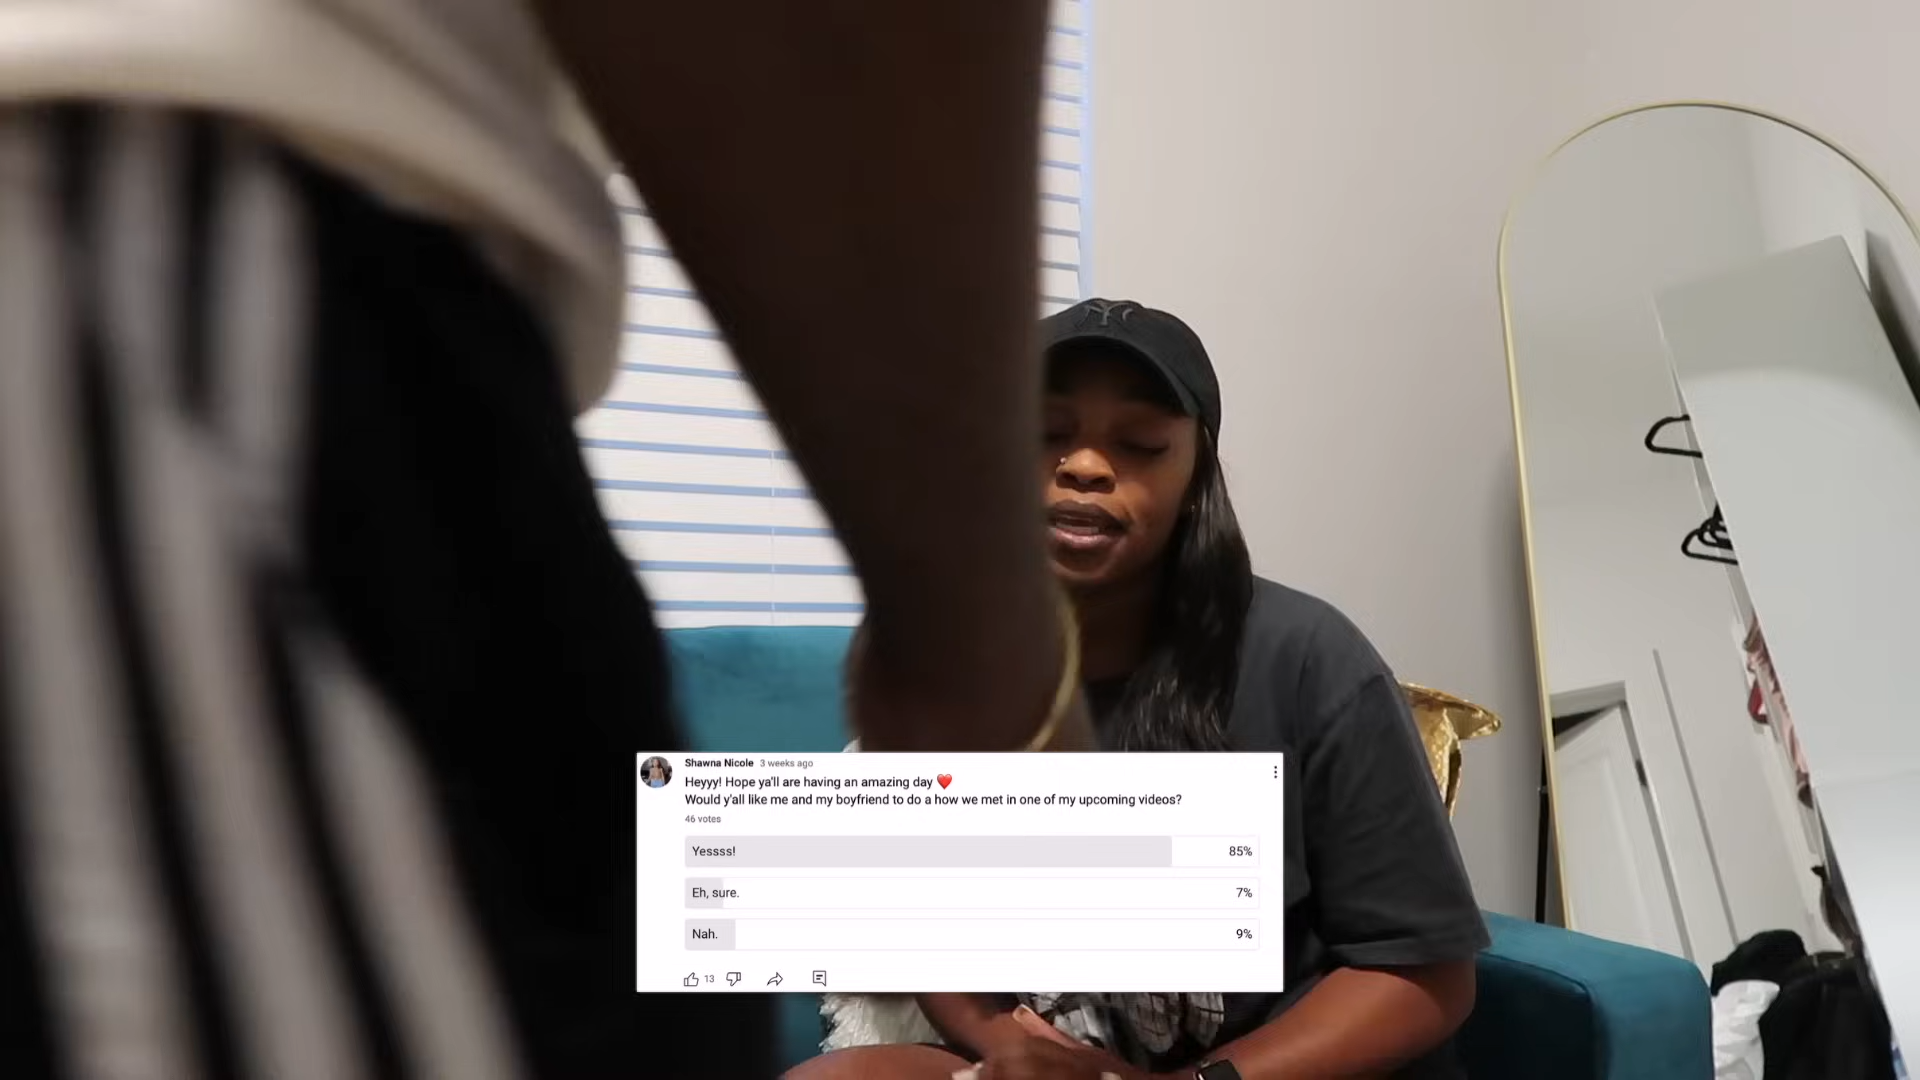 NY
Shawna Nicole 3 weeks ago
Heyyy! Hope ya'll are having an amazing day ❤️
Would y'all like me and my boyfriend to do a how we met in one of my upcoming videos?
46 votes
Yessss! 85%
Eh, sure. 7%
Nah. 9%
13